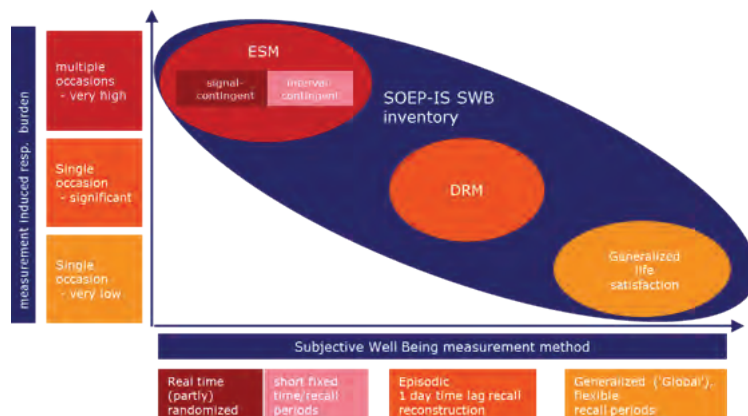 measurement induced resp. burden
multiple
occasions
- very high
Single
occasion
- significant
Single
occasion
- very low
ESM
signal-
contingent
interval-
contingent
SOEP-IS SWB
inventory
DRM
Generalized
life
satisfaction
Subjective Well Being measurement method
Real time
(partly)
randomized
short fixed
time/recall
periods
Episodic
1 day time lag recall
reconstruction
Generalized ('Global'),
flexible
recall periods